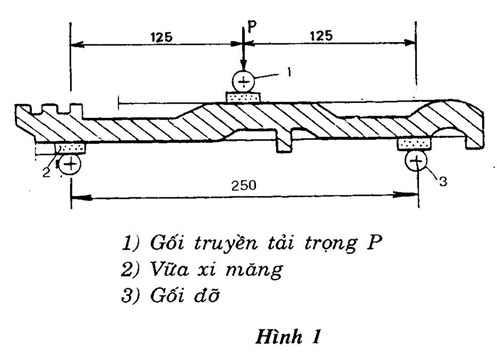 P
125 125
1
2
3
250
1) Gối truyền tải trọng P
2) Vữa xi măng
3) Gối đỡ
Hình 1